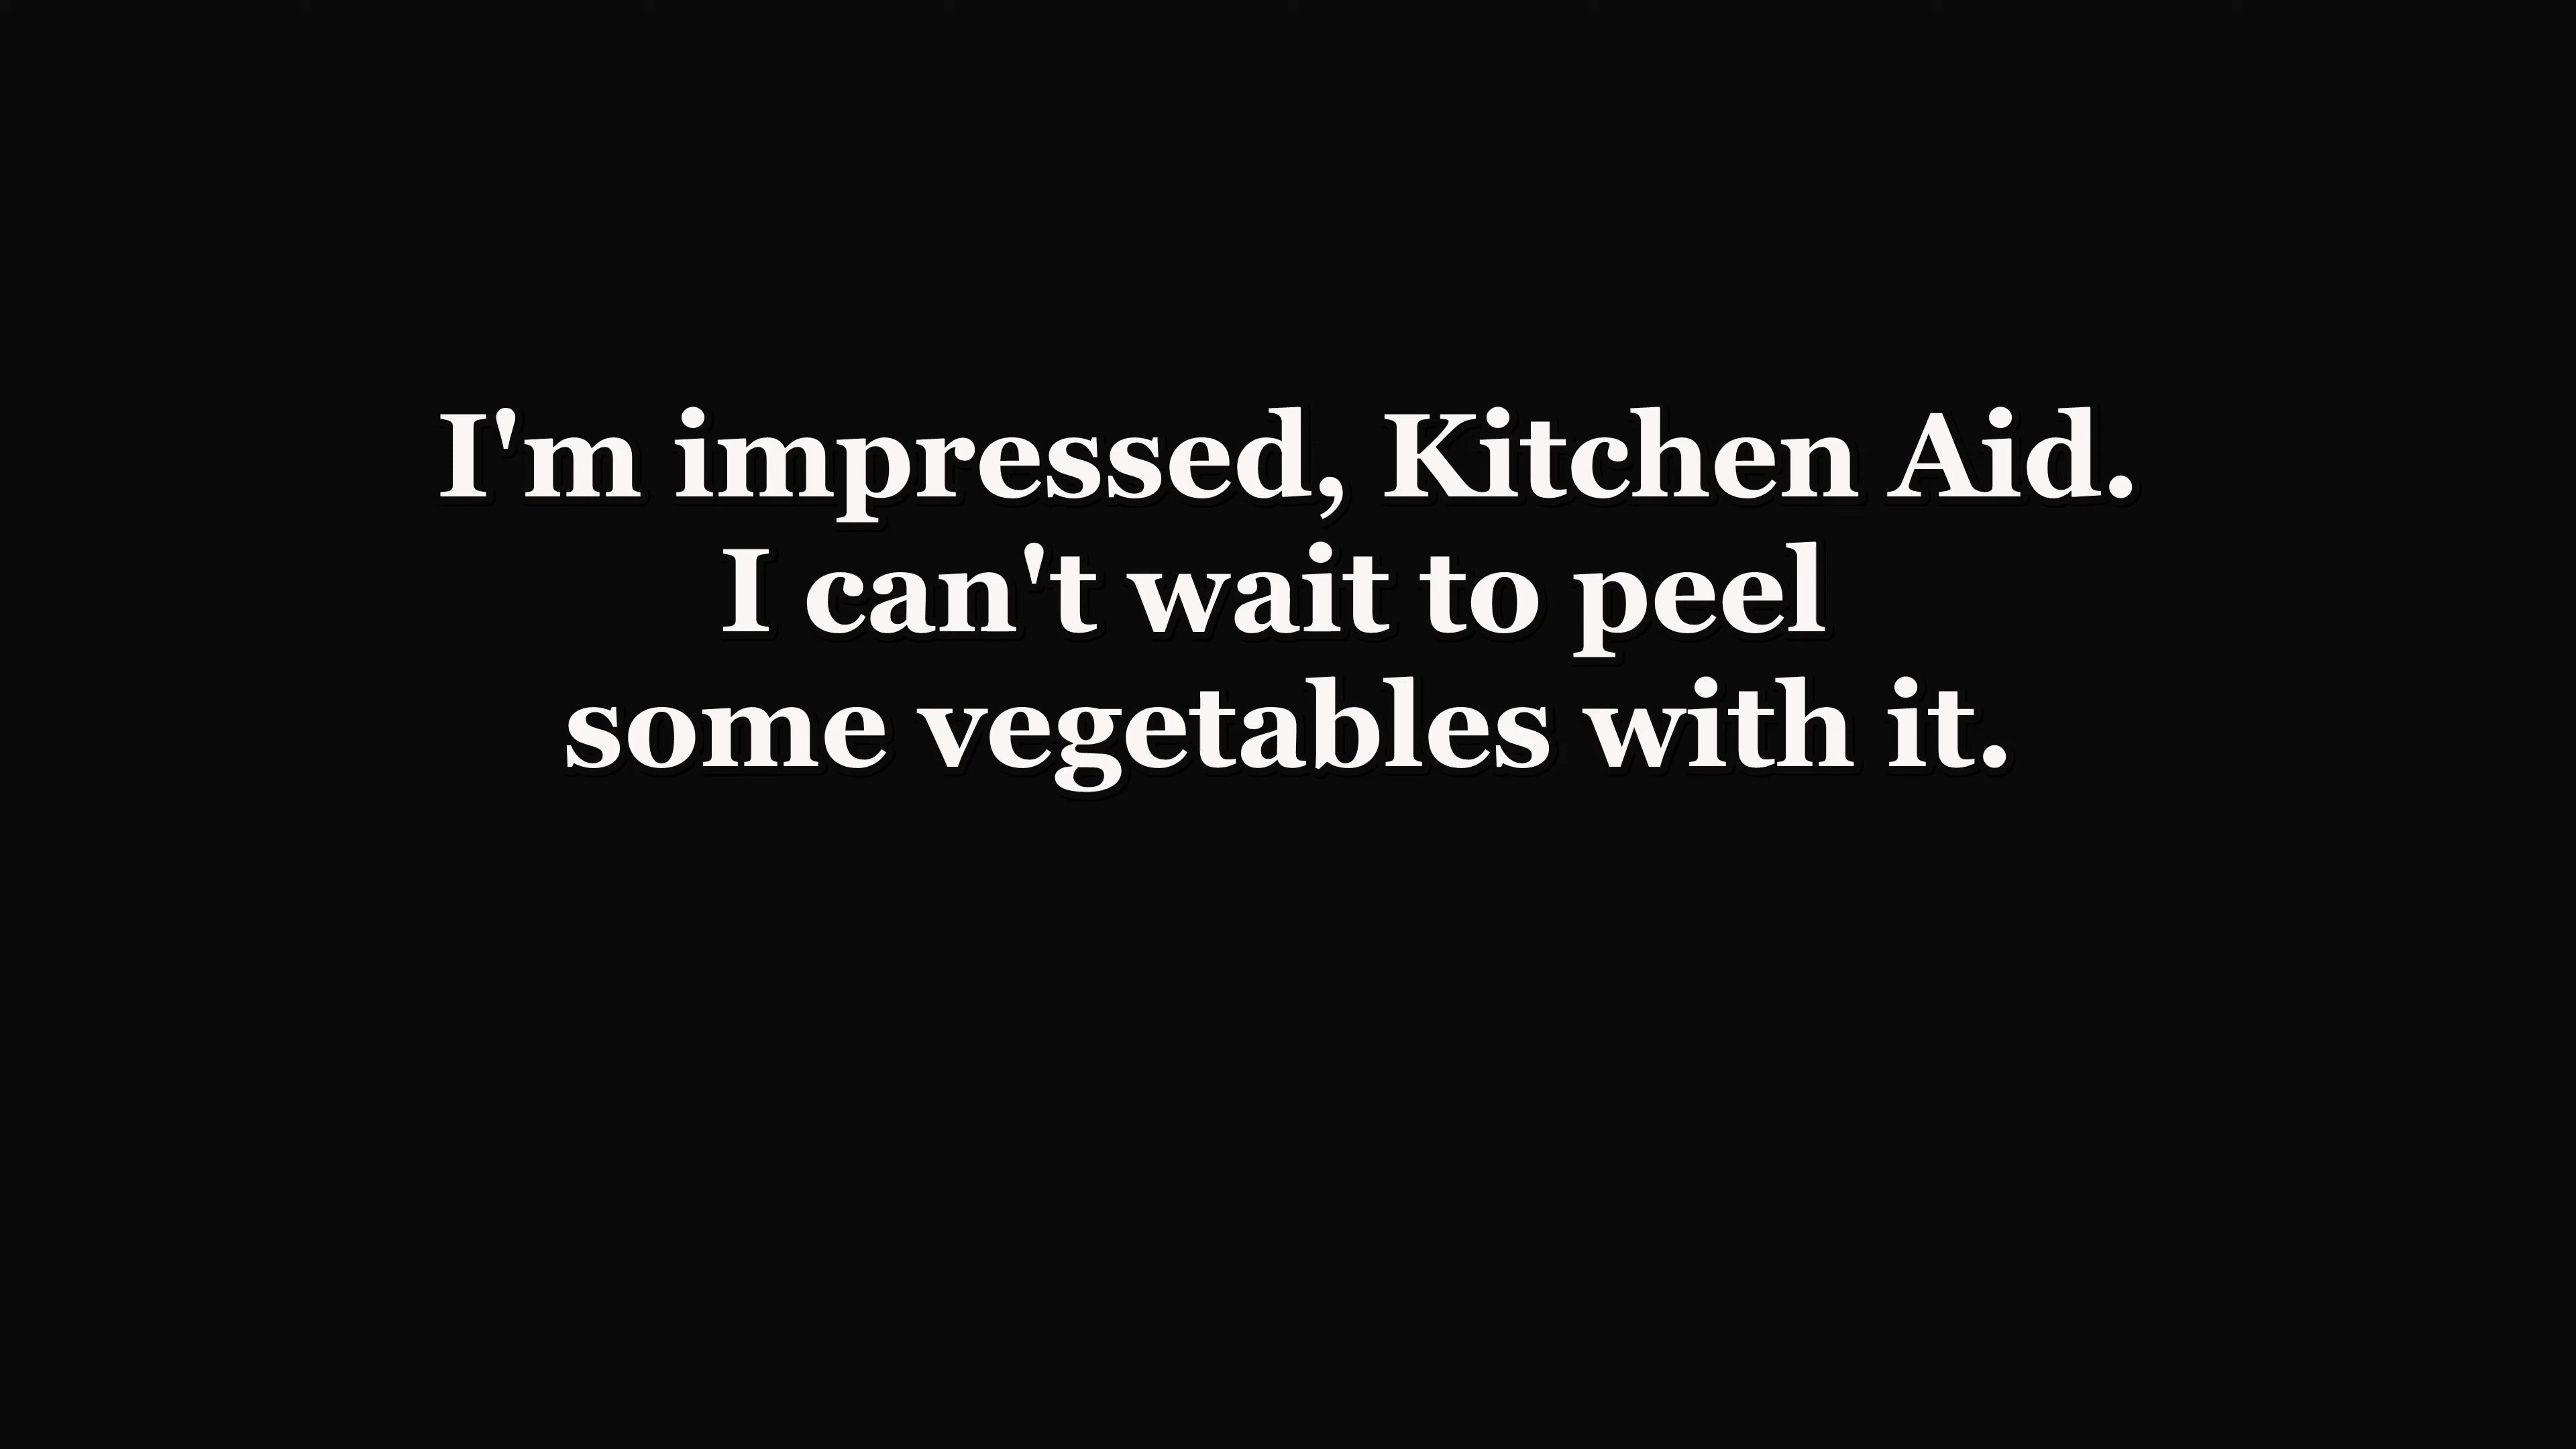 I'm impressed, Kitchen Aid.
I can't wait to peel
some vegetables with it.